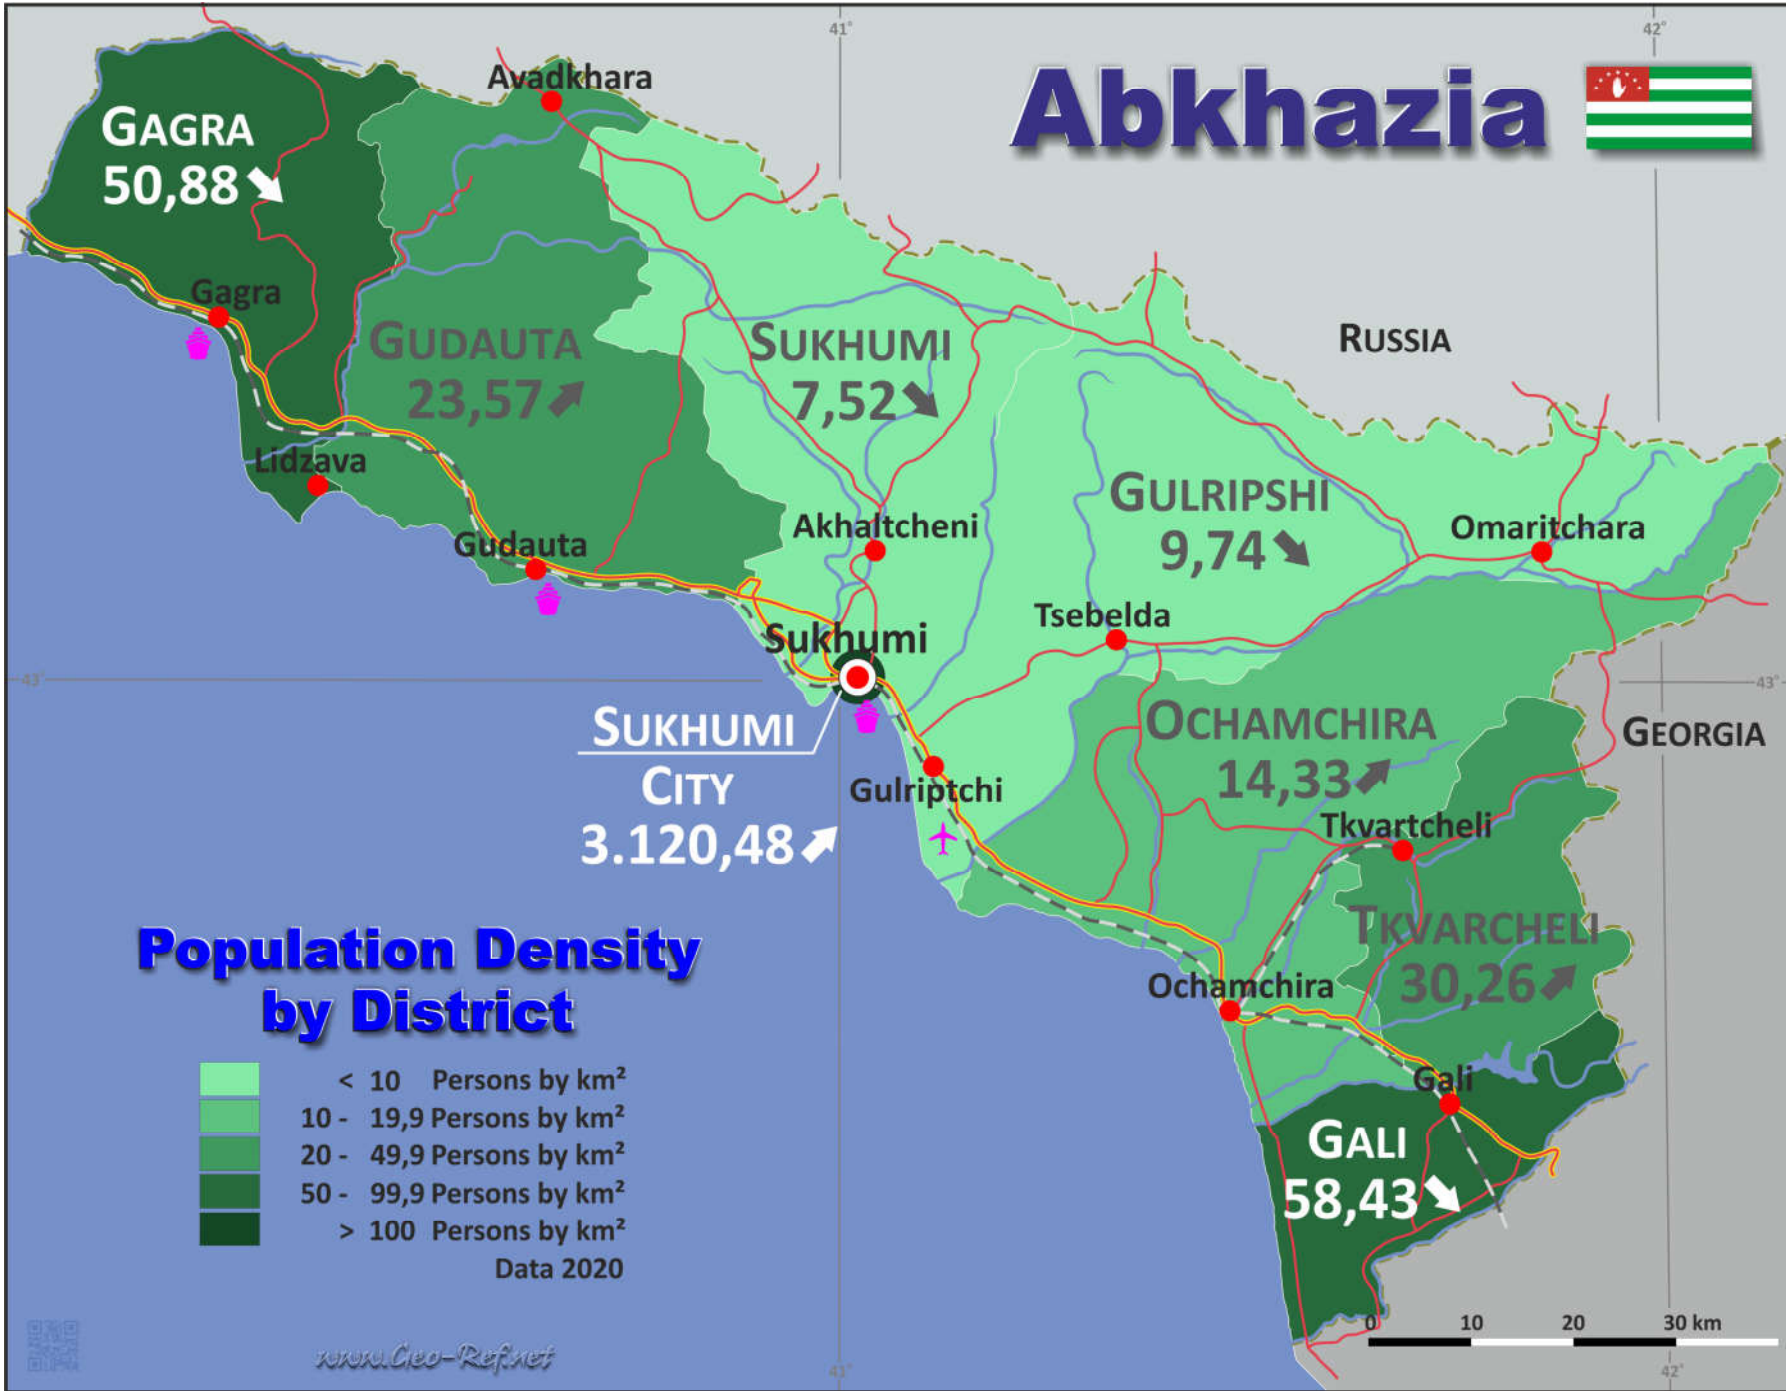 41°
42°
Abkhazia
Avadkhara
GAGRA
50,88
Gagra
GUDAUTA
23,57
SUKHUMI
7,52
RUSSIA
Lidzava
GULRIPSHI
9,74
Akhaltcheni
Omaritchara
Gudauta
Tsebelda
Sukhumi
43°
43°
SUKHUMI
CITY
3.120,48
OCHAMCHIRA
14,33
GEORGIA
Gulriptchi
Tkvartcheli
TKVARCHELI
30,26
Ochamchira
Gali
GALI
58,43
Population Density
by District
< 10 Persons by km²
10 - 19,9 Persons by km²
20 - 49,9 Persons by km²
50 - 99,9 Persons by km²
> 100 Persons by km²
Data 2020
0 10 20 30 km
www.Geo-Ref.net
41°
42°